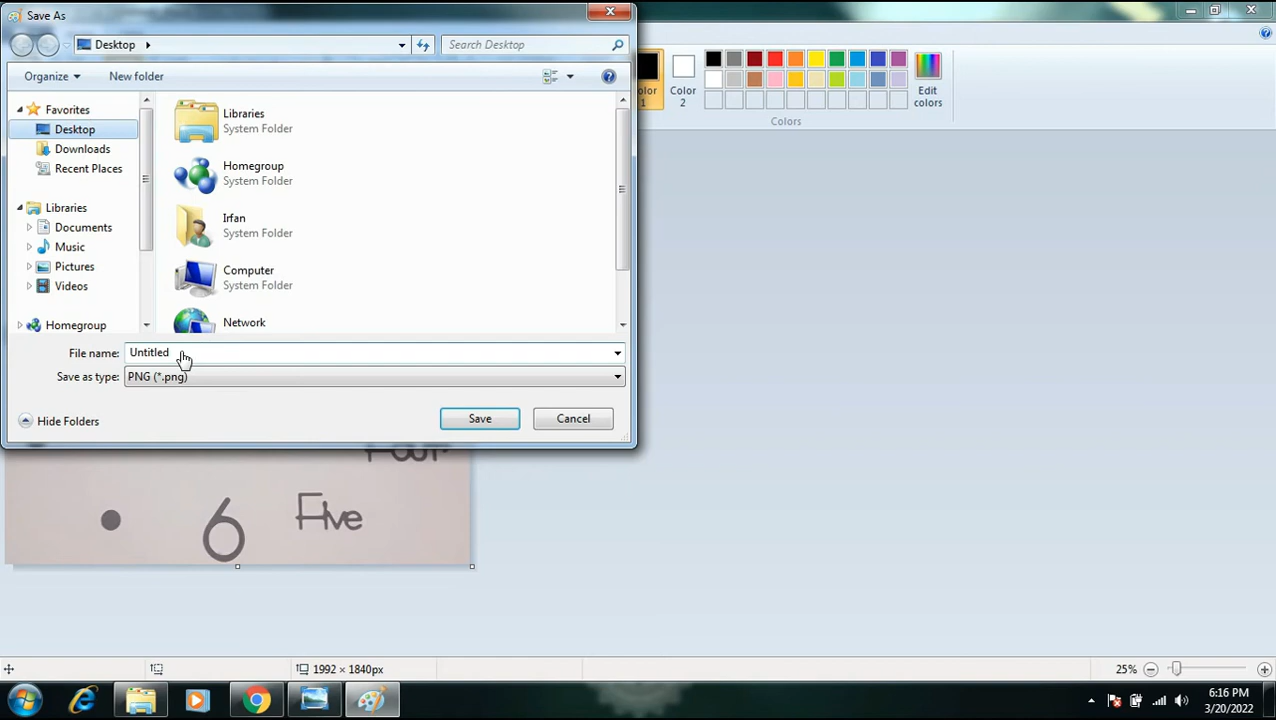 Save As
Desktop
Search Desktop
Organize
New folder
Favorites
Desktop
Downloads
Recent Places
Libraries
Documents
Music
Pictures
Videos
Homegroup
Libraries
System Folder
Homegroup
System Folder
Irfan
System Folder
Computer
System Folder
Network
File name: Untitled
Save as type: PNG (*.png)
Hide Folders
Save
Cancel
Color
2
Edit
colors
Colors
Four
6 Five
1992 × 1840px
25%
6:16 PM
3/20/2022